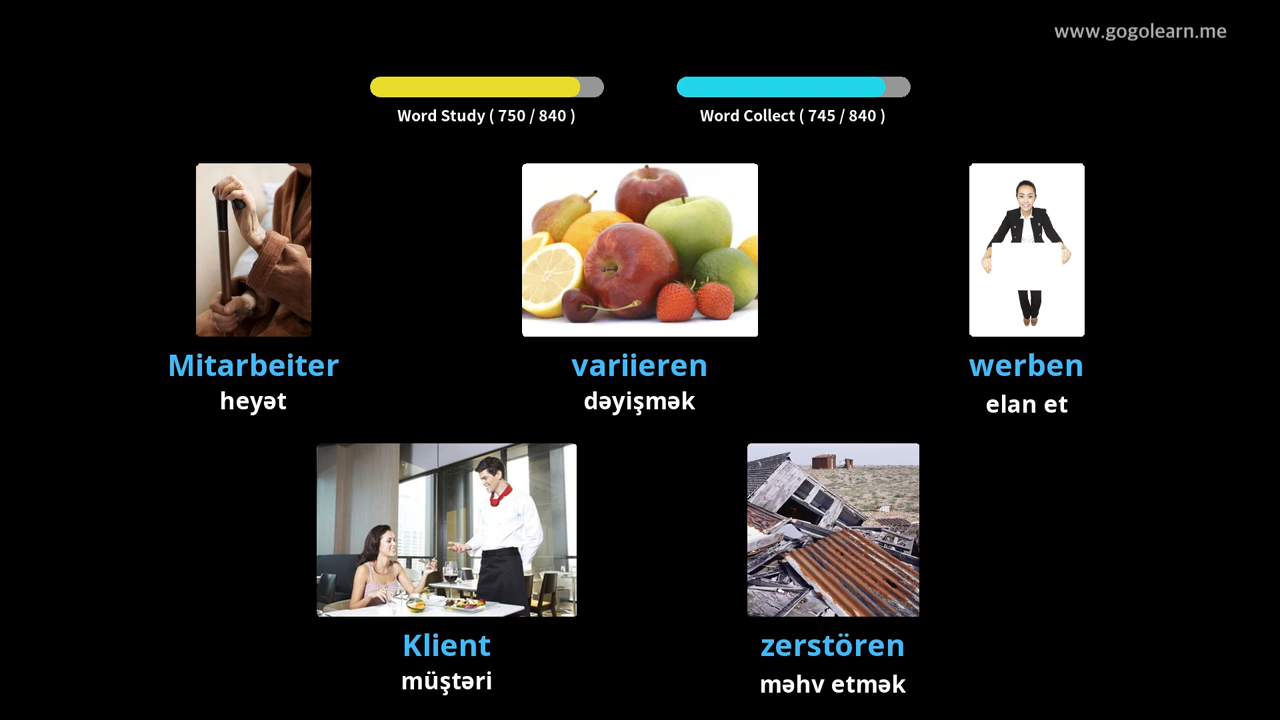 www.gogolearn.me
Word Study ( 750 / 840 )
Word Collect ( 745 / 840 )
Mitarbeiter
heyət
variieren
dəyişmək
werben
elan et
Klient
müştəri
zerstören
məhv etmək